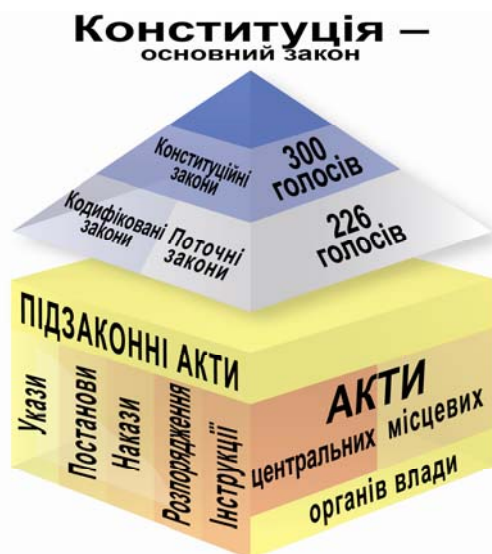 Конституція –
основний закон
Конституційні
закони
300
голосів
Кодифіковані
закони
Поточні
закони
226
голосів
ПІДЗАКОННІ АКТИ
Укази
Постанови
Накази
Розпорядження
Інструкції
АКТИ
центральних
місцевих
органів влади